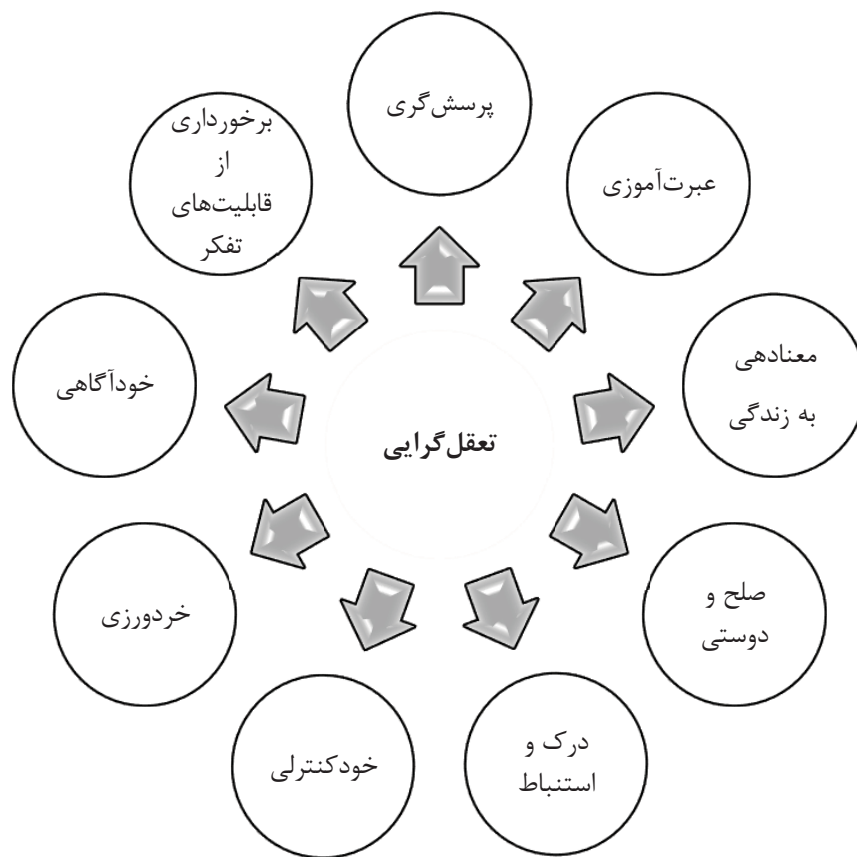 پرسش‌گری
عبرت‌آموزی
معنادهی
به زندگی
صلح و
دوستی
درک و
استنباط
خودکنترلی
خردورزی
خودآگاهی
برخورداری
از
قابلیت‌های
تفکر
تعقل‌گرایی